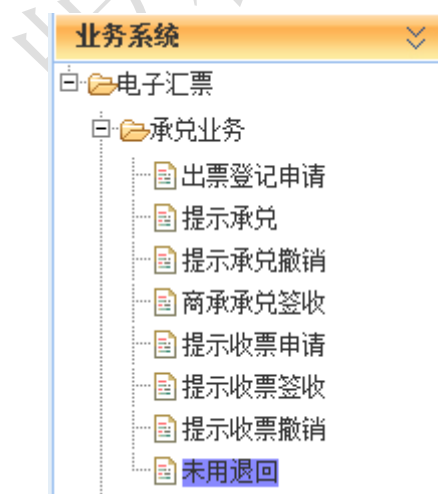 业务系统
电子汇票
承兑业务
出票登记申请
提示承兑
提示承兑撤销
商承承兑签收
提示收票申请
提示收票签收
提示收票撤销
未用退回